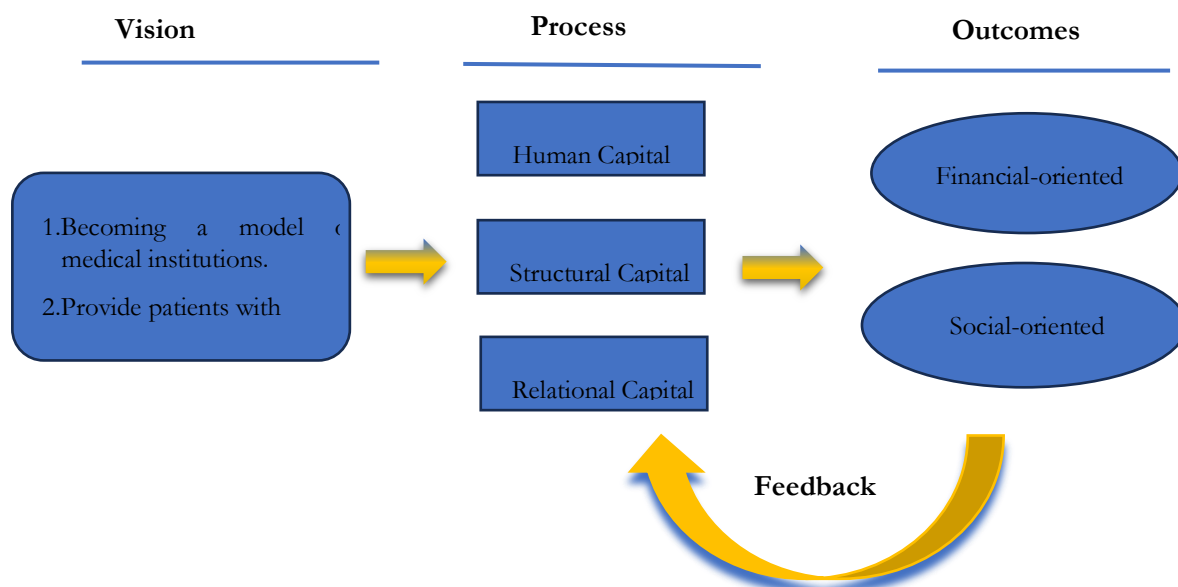 Vision
Process
Outcomes
1.Becoming a model
medical institutions.
2.Provide patients with
Human Capital
Structural Capital
Relational Capital
Financial-oriented
Social-oriented
Feedback